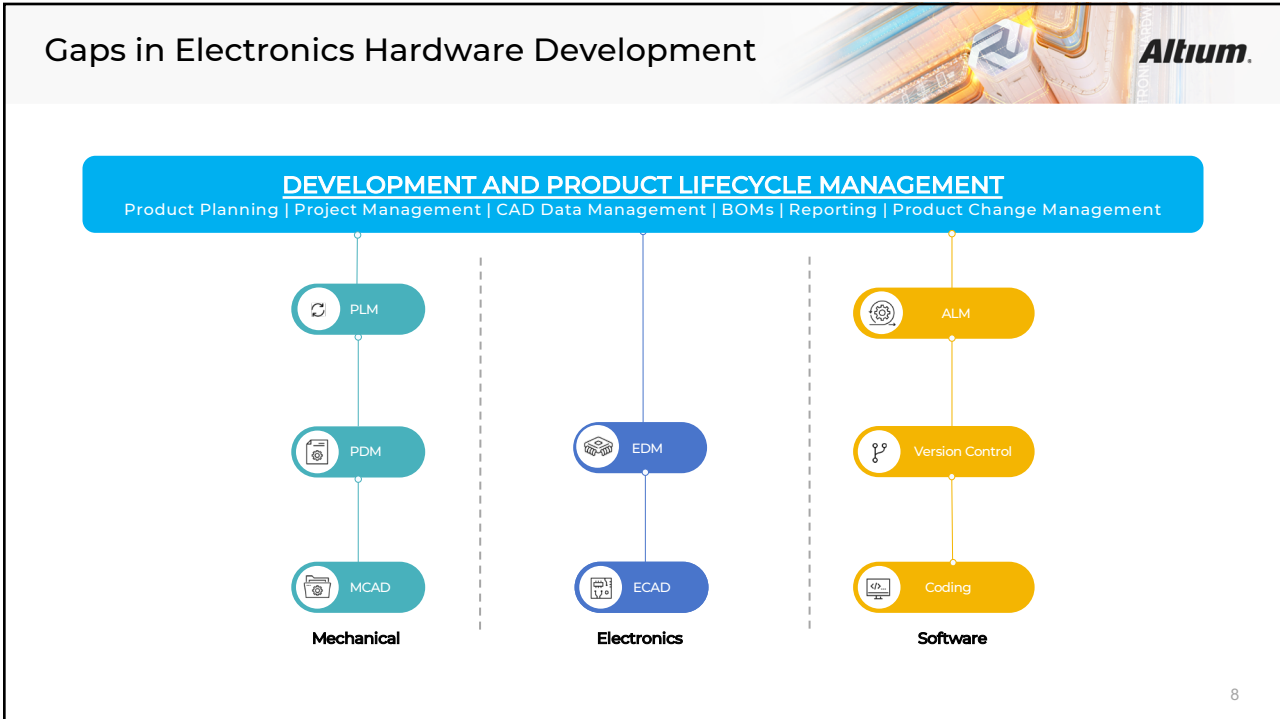 Gaps in Electronics Hardware Development
Altium.
DEVELOPMENT AND PRODUCT LIFECYCLE MANAGEMENT
Product Planning | Project Management | CAD Data Management | BOMs | Reporting | Product Change Management
PLM
ALM
PDM
EDM
Version Control
MCAD
ECAD
Coding
Mechanical
Electronics
Software
8